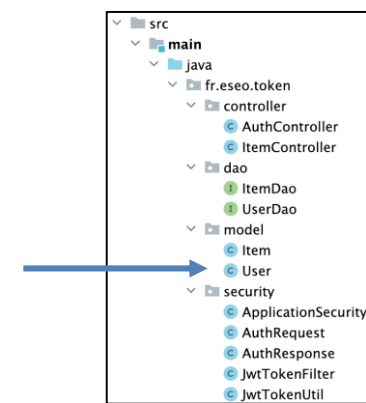 src
main
java
fr.eseo.token
controller
AuthController
ItemController
dao
ItemDao
UserDao
model
Item
User
security
ApplicationSecurity
AuthRequest
AuthResponse
JwtTokenFilter
JwtTokenUtil